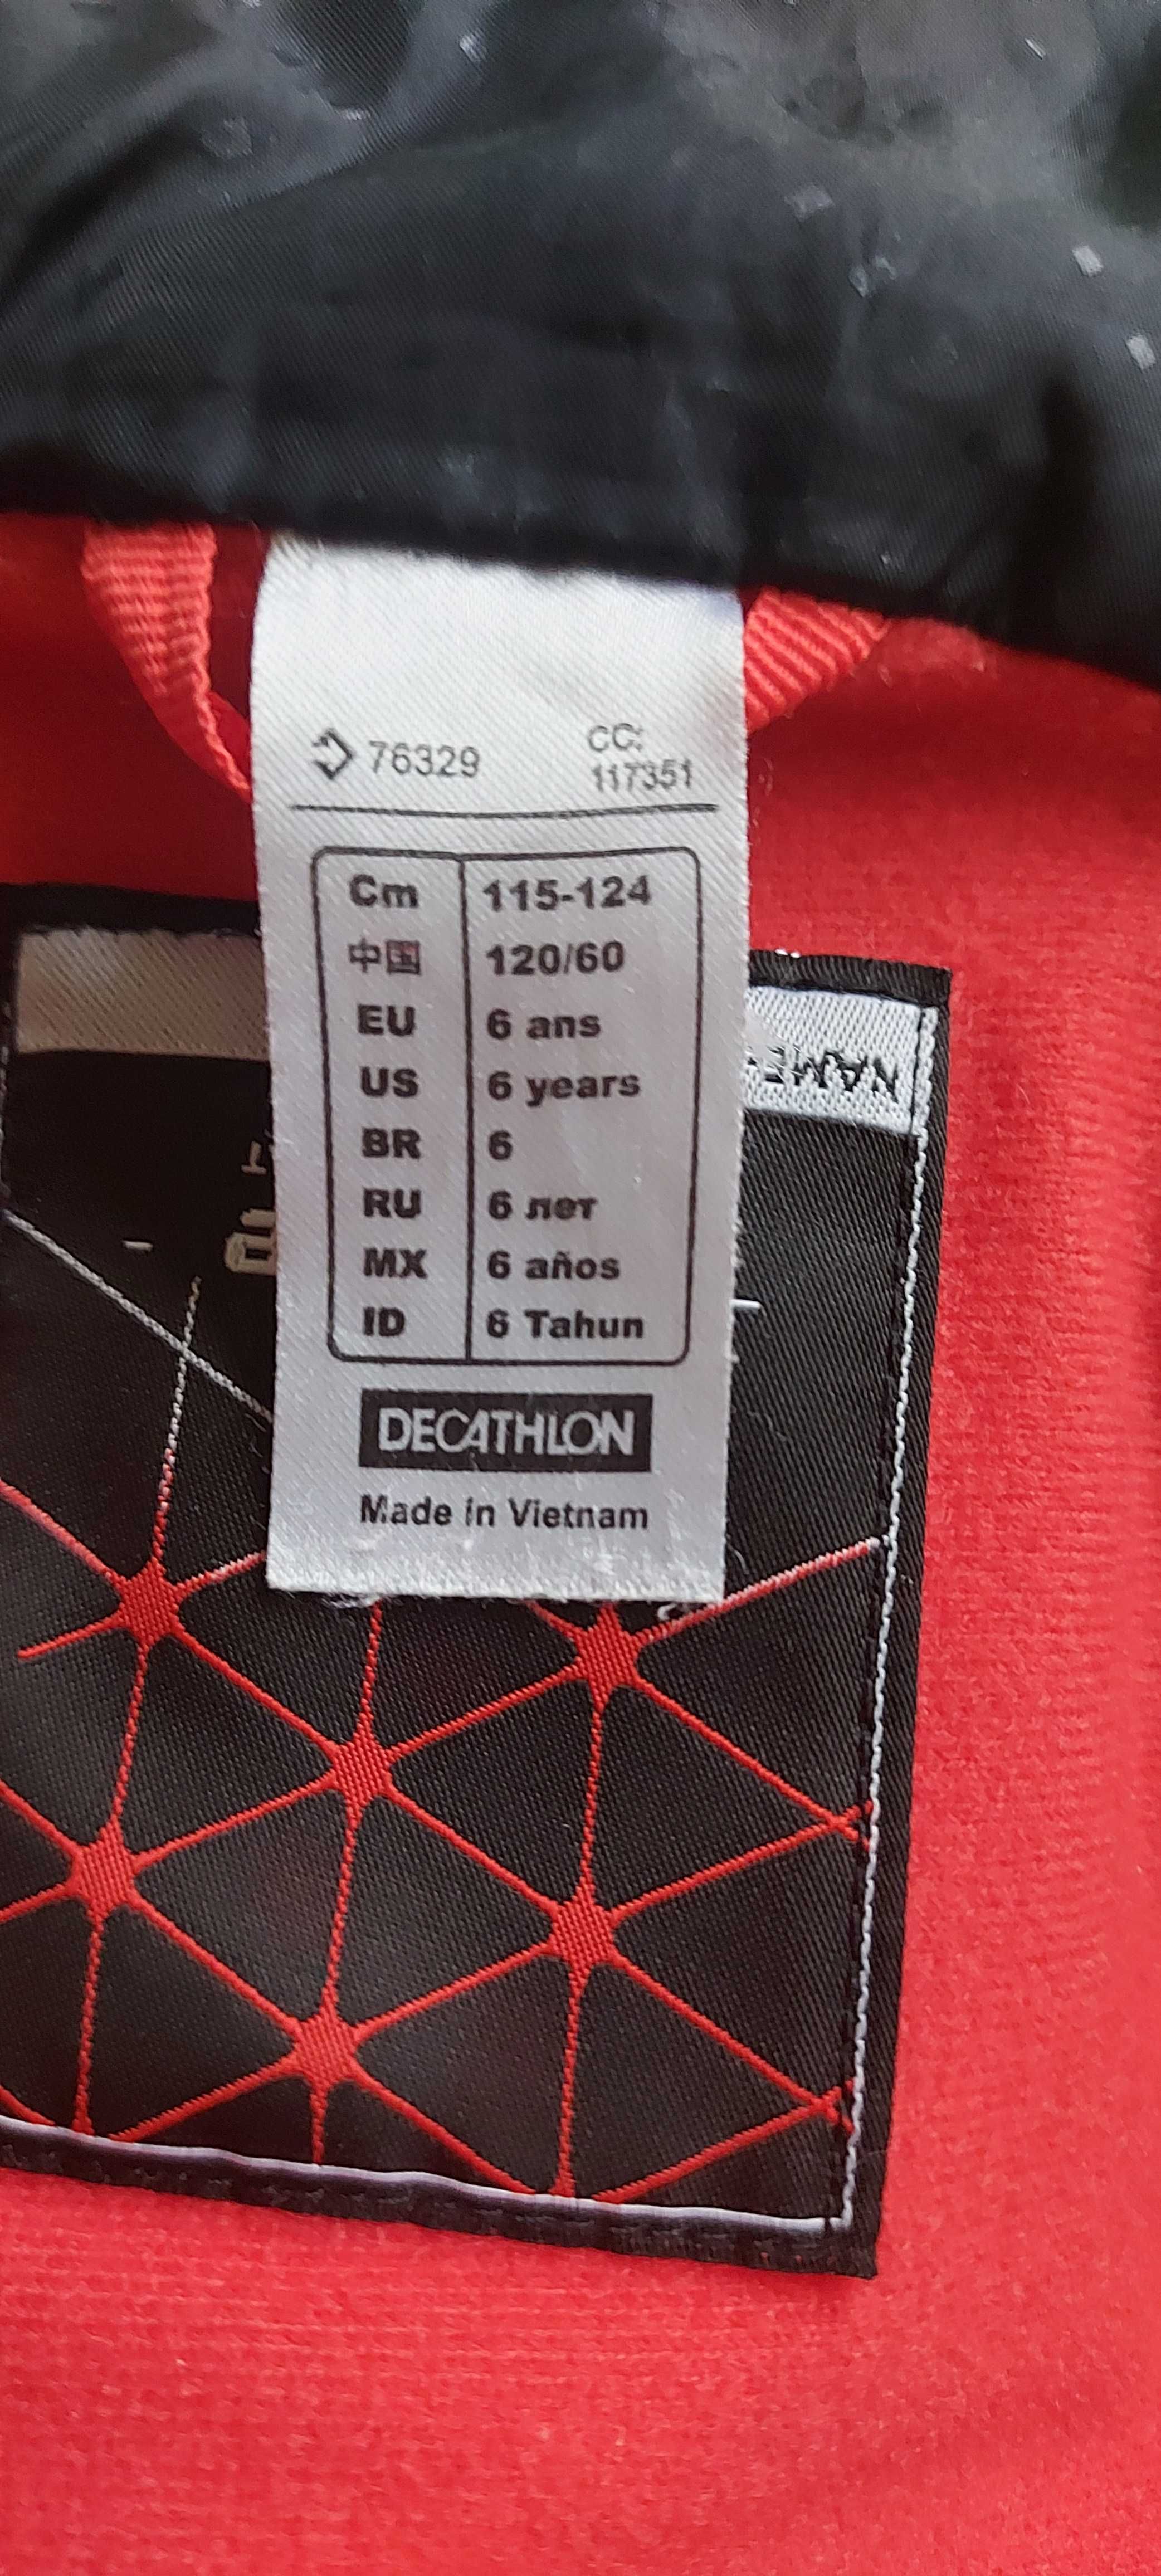 76329 CC:
117351
Cm 115-124
中国 120/60
EU 6 ans
US 6 years
BR 6
RU 6 лет
MX 6 años
ID 6 Tahun
DECATHLON
Made in Vietnam
NAME